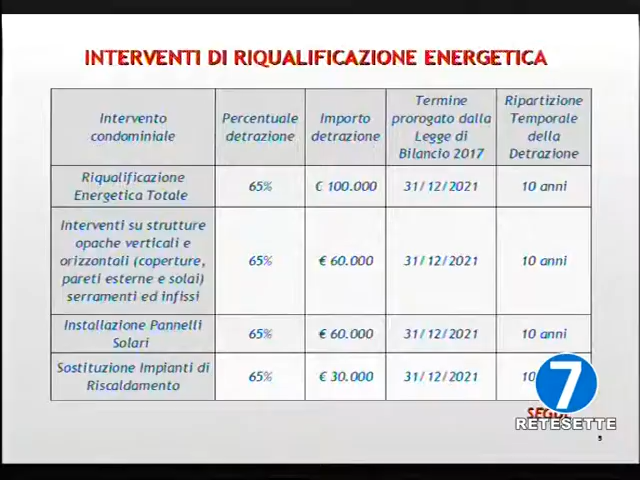 INTERVENTI DI RIQUALIFICAZIONE ENERGETICA
Intervento condominiale Percentuale detrazione Importo detrazione Termine prorogato dalla Legge di Bilancio 2017 Ripartizione Temporale della Detrazione
Riqualificazione Energetica Totale 65% € 100.000 31/12/2021 10 anni
Interventi su strutture opache verticali e orizzontali (coperture, pareti esterne e solai) serramenti ed infissi 65% € 60.000 31/12/2021 10 anni
Installazione Pannelli Solari 65% € 60.000 31/12/2021 10 anni
Sostituzione Impianti di Riscaldamento 65% € 30.000 31/12/2021 10
7
RETESETTE
5